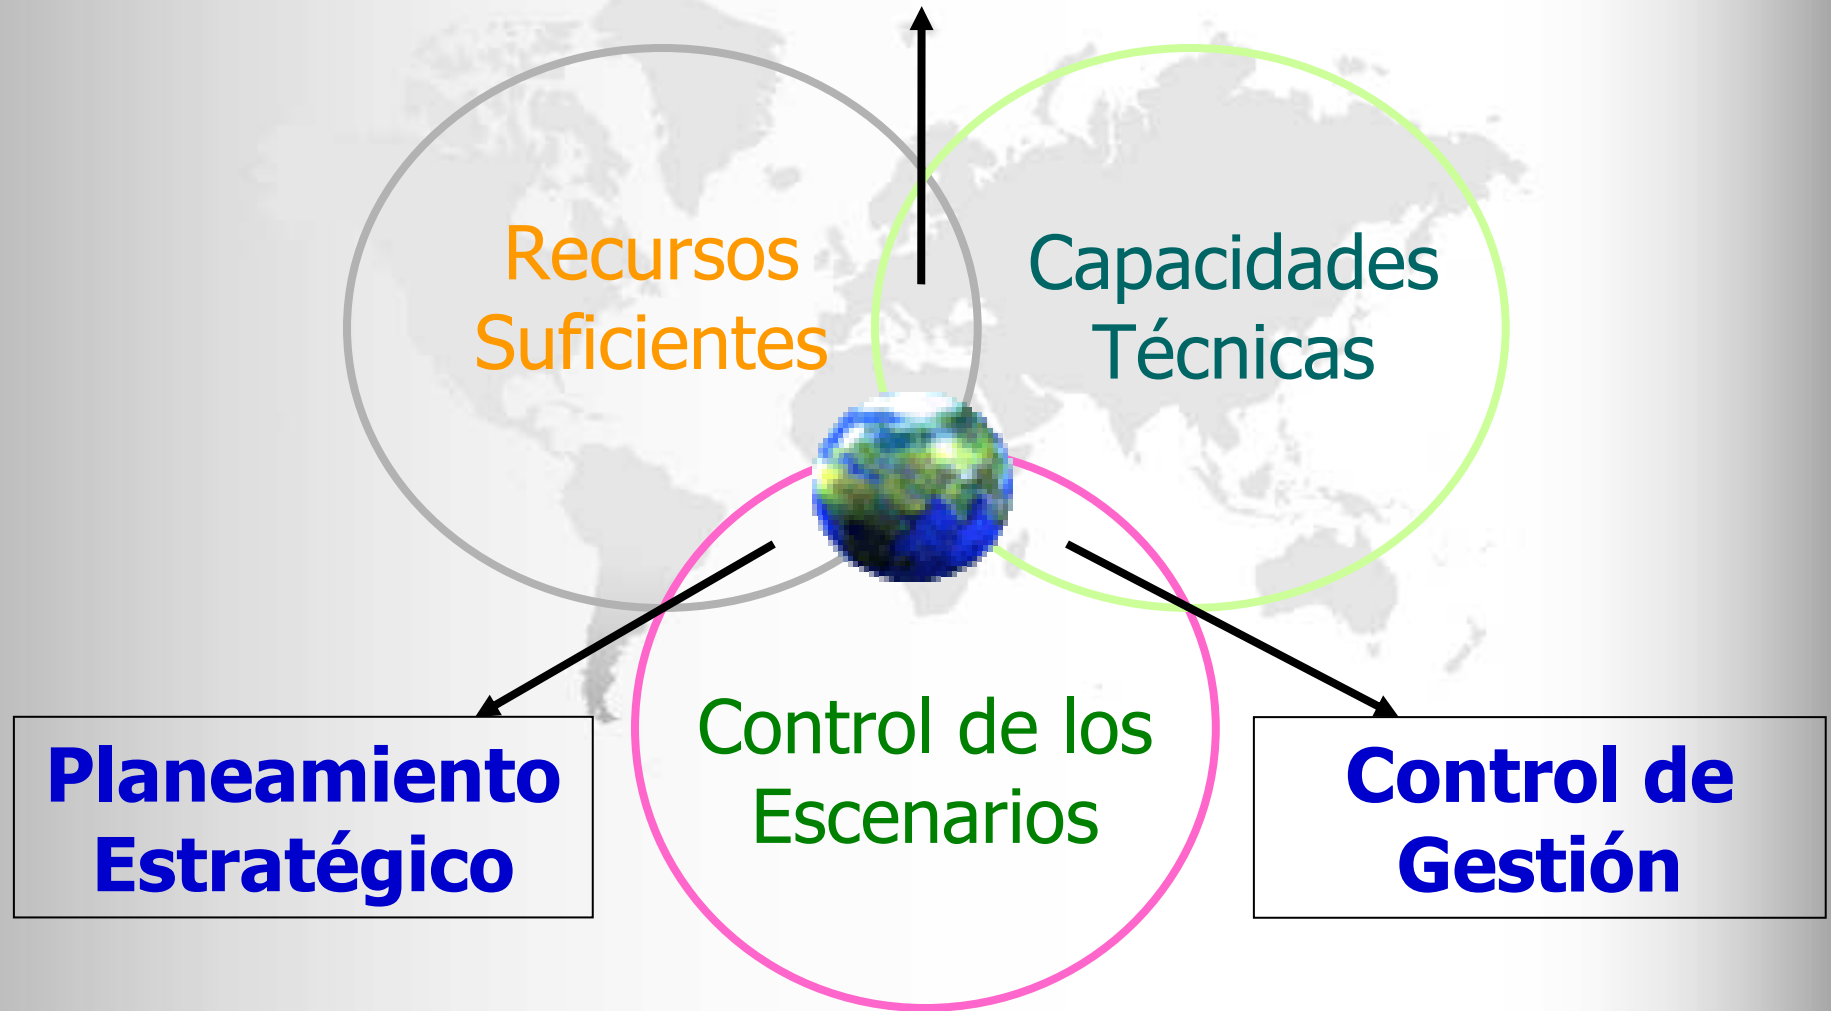 Recursos
Suficientes
Capacidades
Técnicas
Control de los
Escenarios
Planeamiento
Estratégico
Control de
Gestión